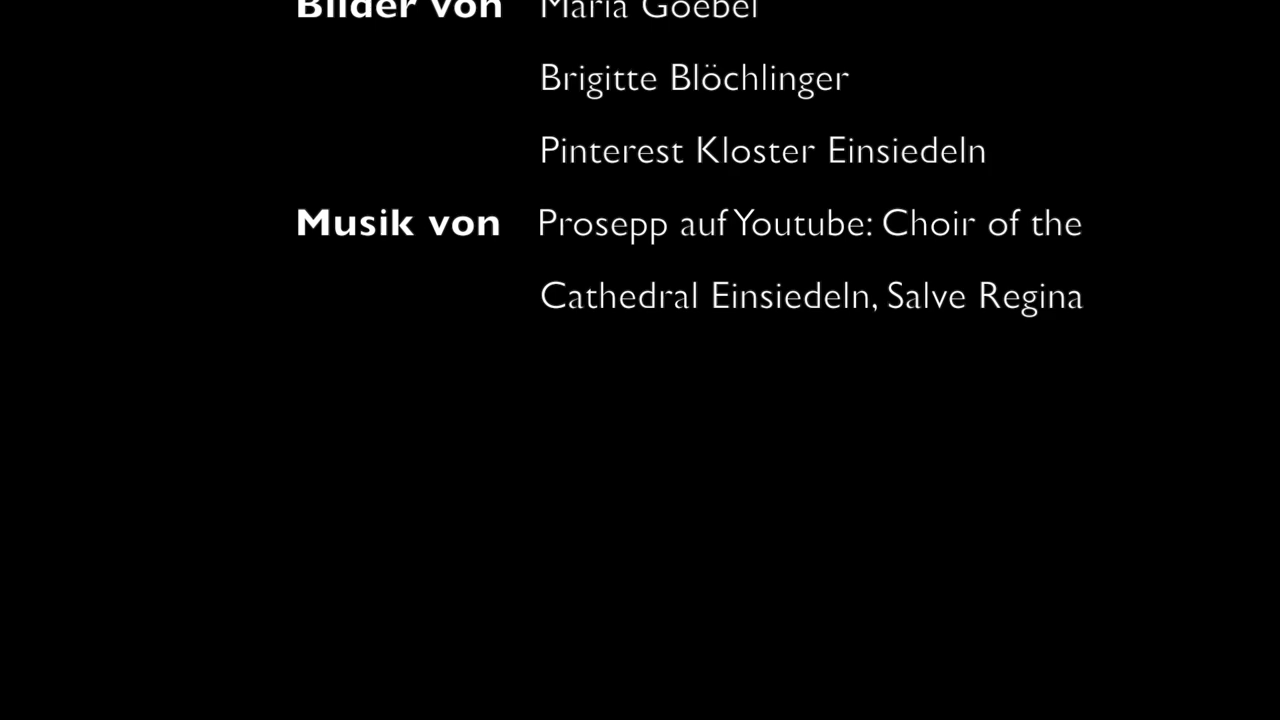 Bilder von Maria Goebel
Brigitte Blöchlinger
Pinterest Kloster Einsiedeln
Musik von Prosepp auf Youtube: Choir of the
Cathedral Einsiedeln, Salve Regina